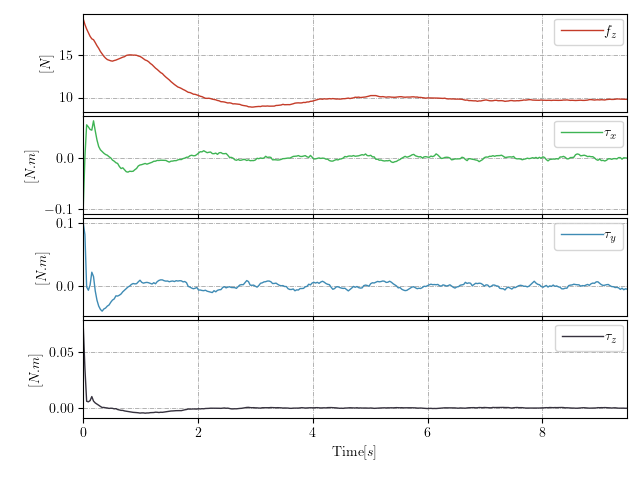 [N]
15
10
f_z
[N.m]
0.0
−0.1
τ_x
[N.m]
0.1
0.0
τ_y
[N.m]
0.05
0.00
τ_z
0 2 4 6 8
Time[s]